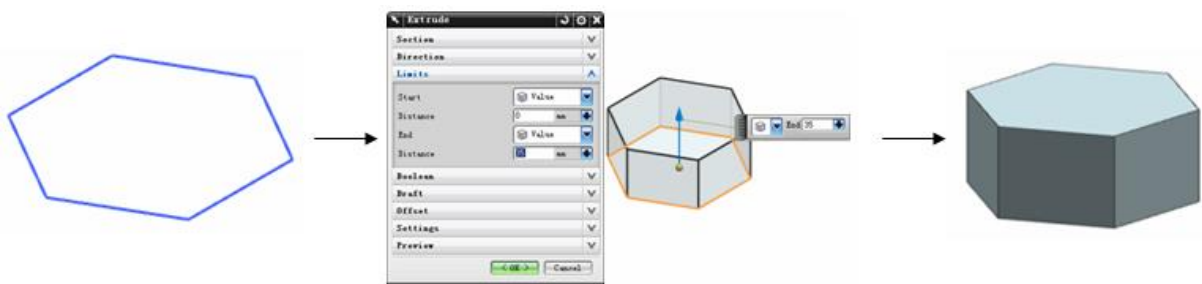 Extrude
Section
Direction
Limits
Start
Value
Distance
0
mm
End
Value
Distance
35
mm
End 35
Boolean
Draft
Offset
Settings
Preview
< OK >
Cancel